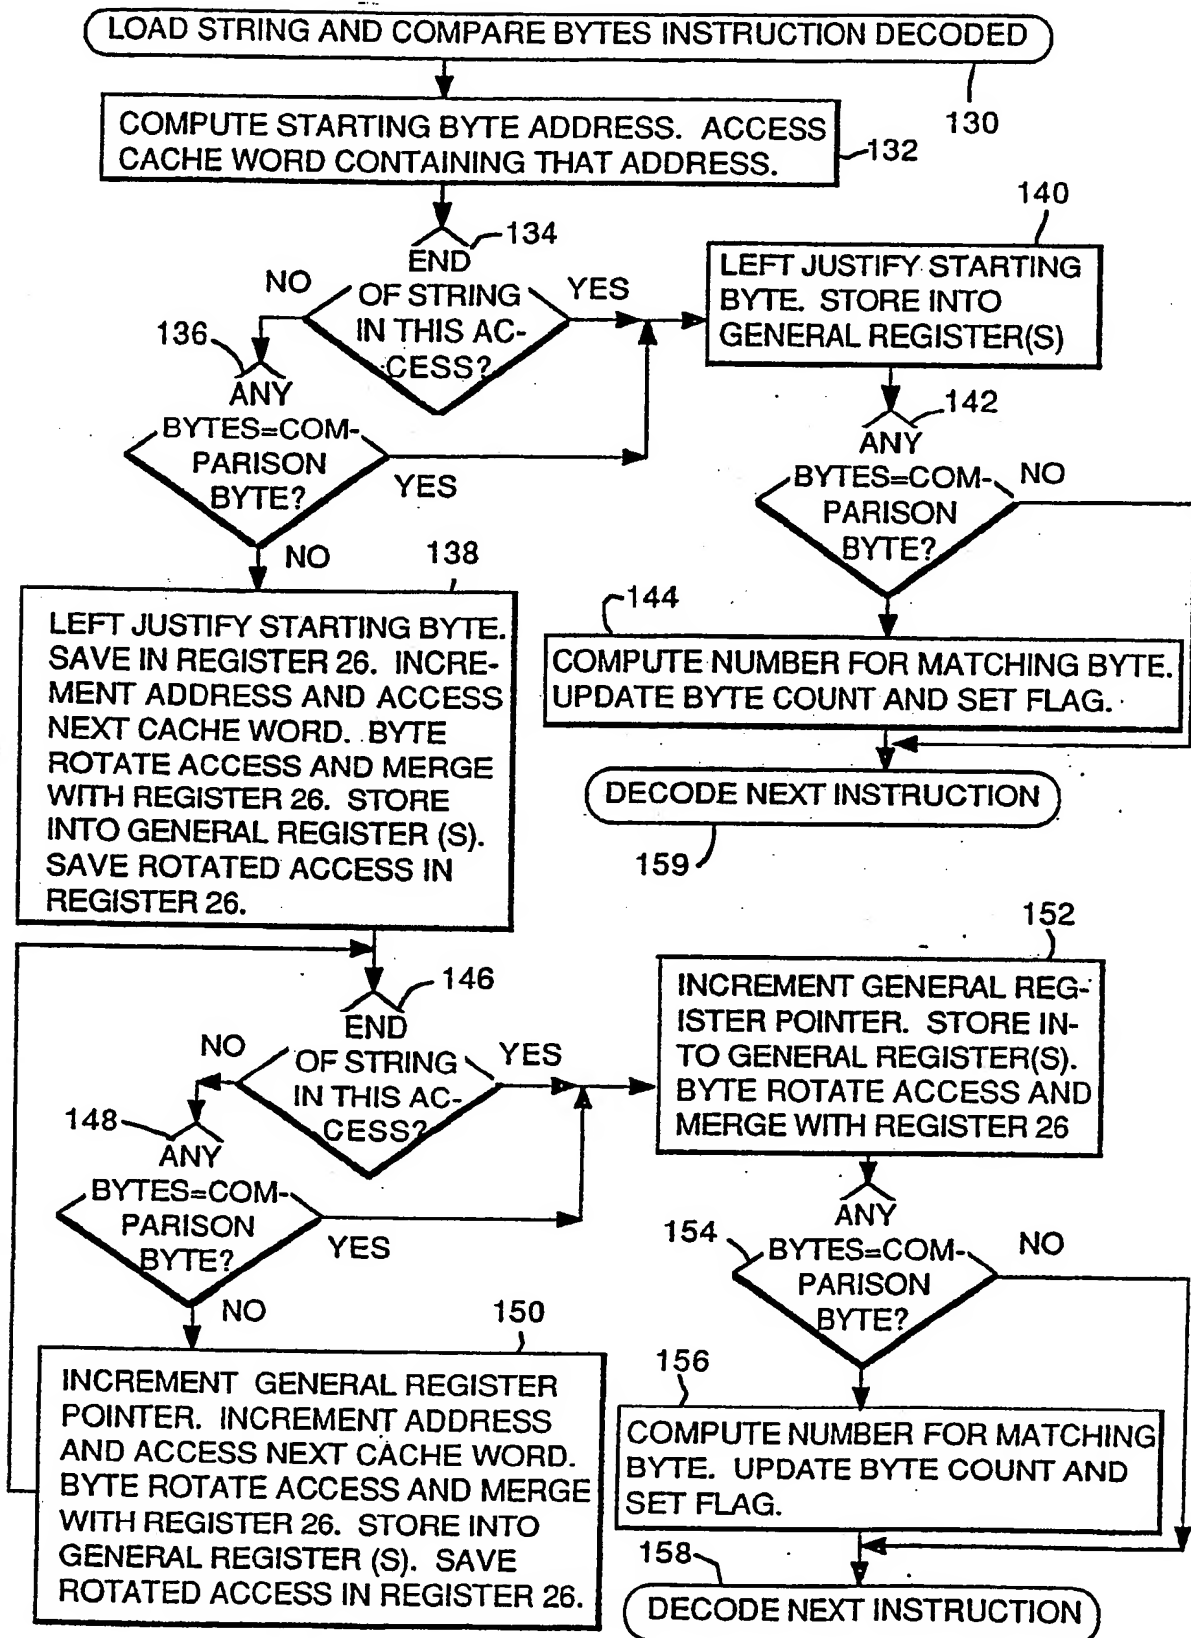 LOAD STRING AND COMPARE BYTES INSTRUCTION DECODED
130
COMPUTE STARTING BYTE ADDRESS. ACCESS
CACHE WORD CONTAINING THAT ADDRESS.
132
134
END
OF STRING
IN THIS AC-
CESS?
NO
YES
136
ANY
BYTES=COM-
PARISON
BYTE?
YES
NO
140
LEFT JUSTIFY STARTING
BYTE. STORE INTO
GENERAL REGISTER(S)
142
ANY
BYTES=COM-
PARISON
BYTE?
NO
138
LEFT JUSTIFY STARTING BYTE.
SAVE IN REGISTER 26. INCRE-
MENT ADDRESS AND ACCESS
NEXT CACHE WORD. BYTE
ROTATE ACCESS AND MERGE
WITH REGISTER 26. STORE
INTO GENERAL REGISTER (S).
SAVE ROTATED ACCESS IN
REGISTER 26.
144
COMPUTE NUMBER FOR MATCHING BYTE.
UPDATE BYTE COUNT AND SET FLAG.
DECODE NEXT INSTRUCTION
159
146
END
OF STRING
IN THIS AC-
CESS?
NO
YES
148
ANY
BYTES=COM-
PARISON
BYTE?
YES
NO
152
INCREMENT GENERAL REG-
ISTER POINTER. STORE IN-
TO GENERAL REGISTER(S).
BYTE ROTATE ACCESS AND
MERGE WITH REGISTER 26
154
ANY
BYTES=COM-
PARISON
BYTE?
NO
150
INCREMENT GENERAL REGISTER
POINTER. INCREMENT ADDRESS
AND ACCESS NEXT CACHE WORD.
BYTE ROTATE ACCESS AND MERGE
WITH REGISTER 26. STORE INTO
GENERAL REGISTER (S). SAVE
ROTATED ACCESS IN REGISTER 26.
156
COMPUTE NUMBER FOR MATCHING
BYTE. UPDATE BYTE COUNT AND
SET FLAG.
158
DECODE NEXT INSTRUCTION